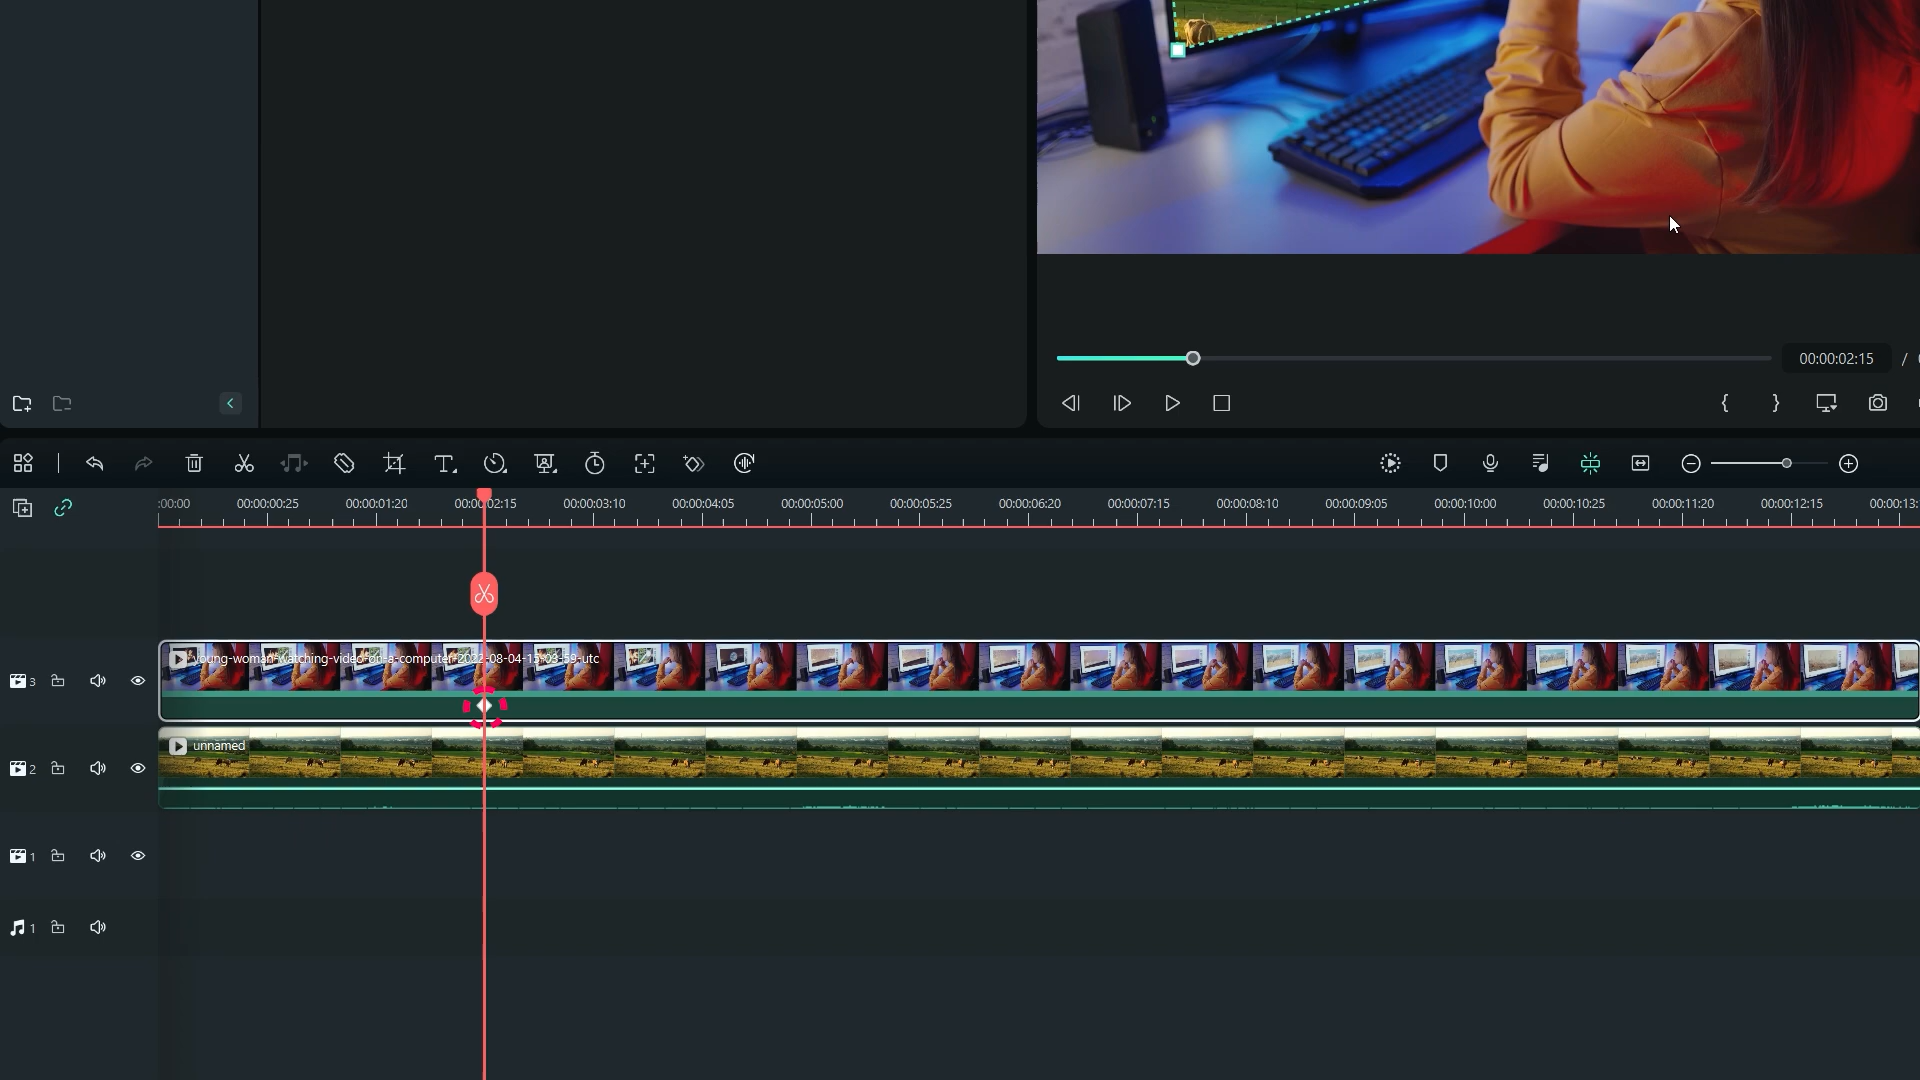 00:00:02:15 /
:00:00 00:00:00:25 00:00:01:20 00:00:02:15 00:00:03:10 00:00:04:05 00:00:05:00 00:00:05:25 00:00:06:20 00:00:07:15 00:00:08:10 00:00:09:05 00:00:10:00 00:00:10:25 00:00:11:20 00:00:12:15 00:00:13:
young-woman-watching-video-on-a-computer-2022-08-04-15-03-59-utc
3
unnamed
2
1
1